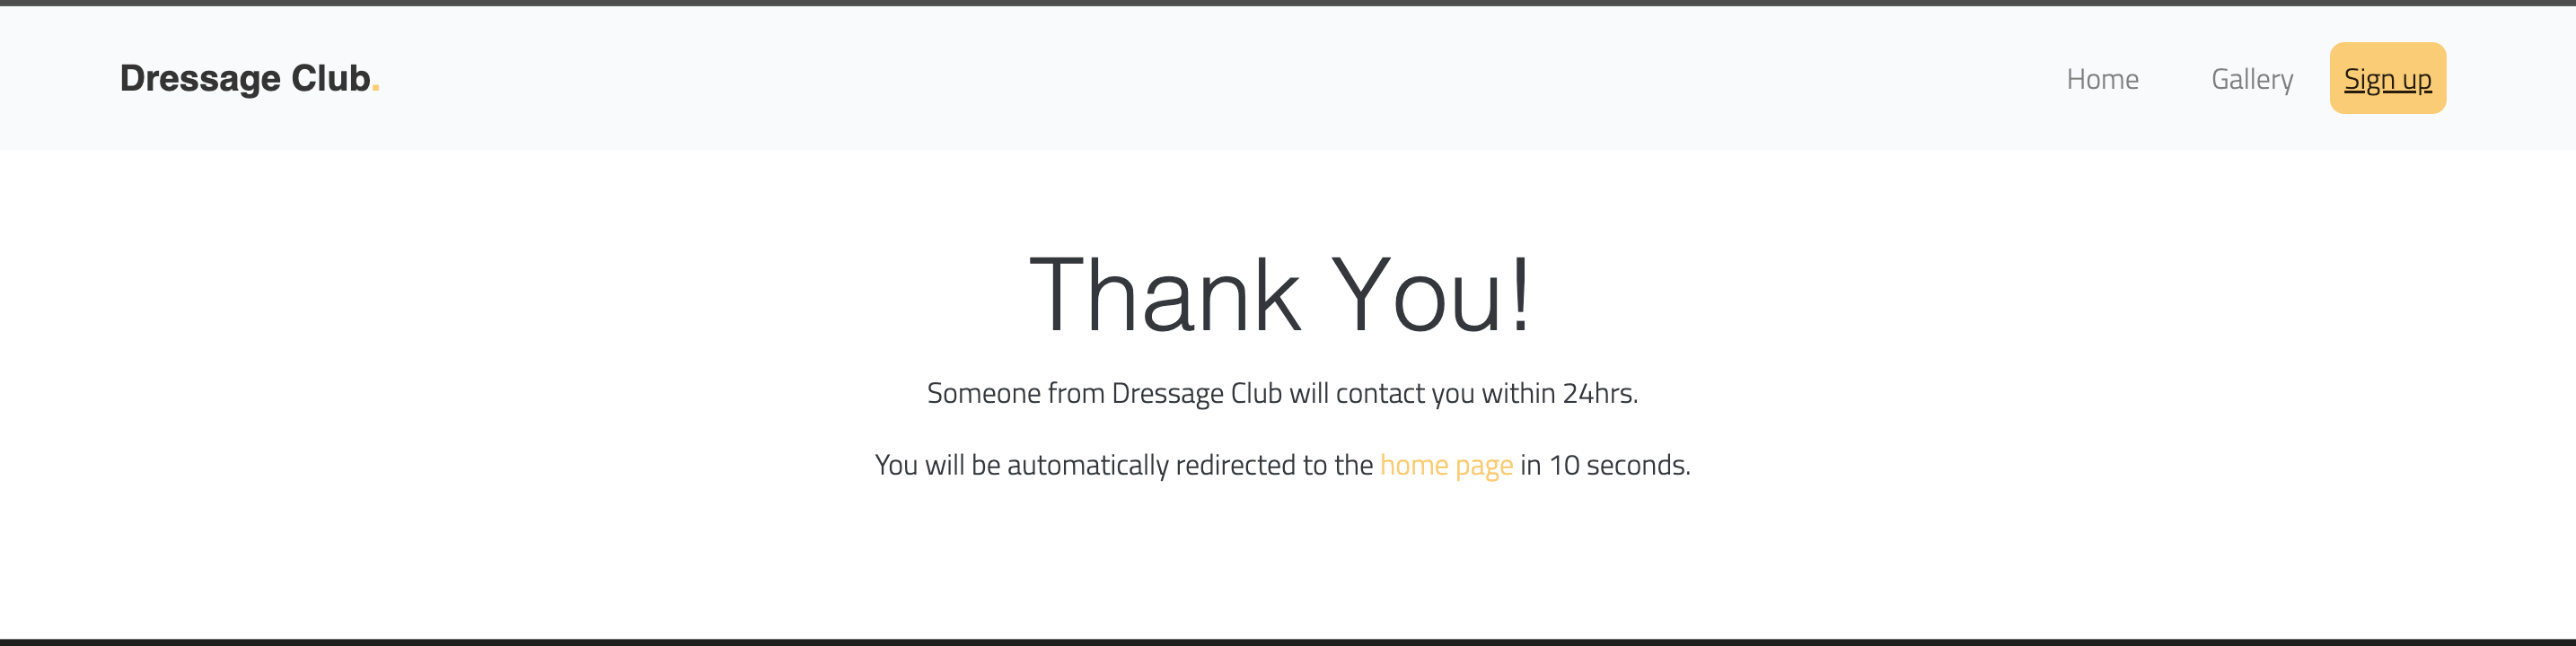 Dressage Club.
Home Gallery Sign up
Thank You!
Someone from Dressage Club will contact you within 24hrs.
You will be automatically redirected to the home page in 10 seconds.